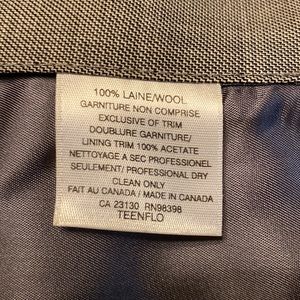 100% LAINE/WOOL
GARNITURE NON COMPRISE
EXCLUSIVE OF TRIM
DOUBLURE GARNITURE/
LINING TRIM 100% ACETATE
NETTOYAGE A SEC PROFESSIONEL
SEULEMENT/ PROFESSIONAL DRY
CLEAN ONLY
FAIT AU CANADA / MADE IN CANADA
CA 23130 RN98398
TEENFLO